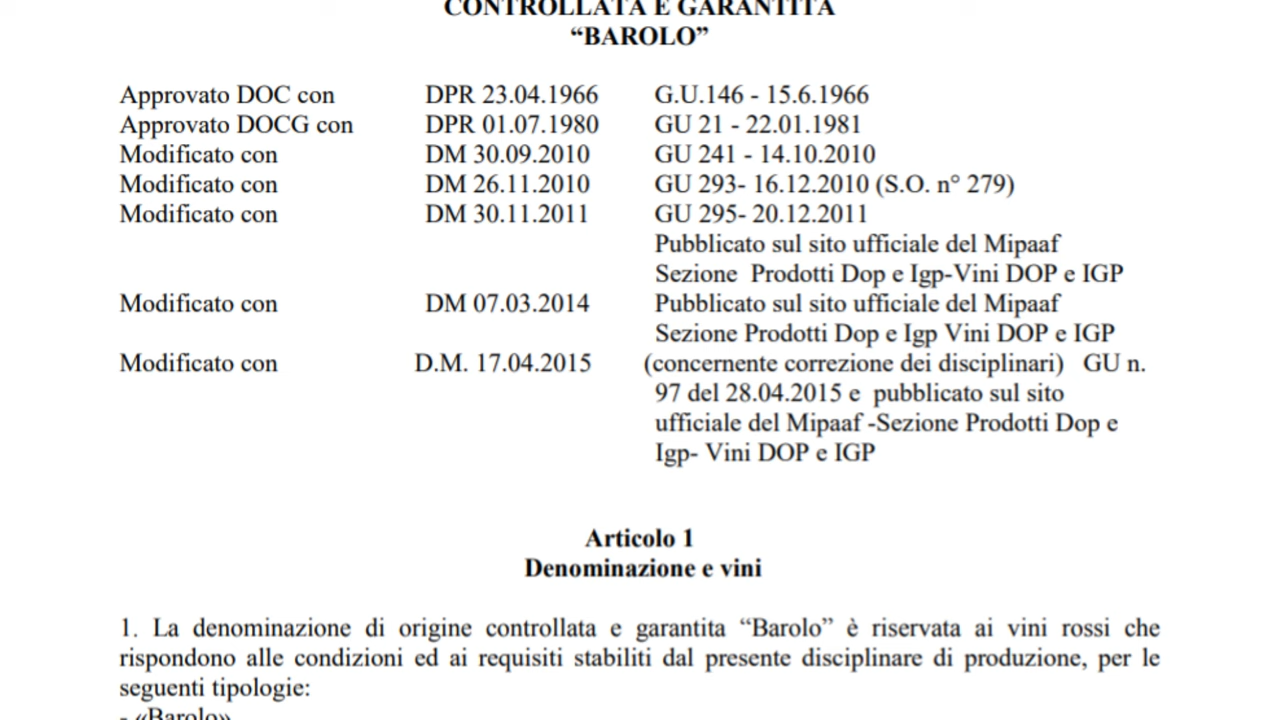 CONTROLLATA E GARANTITA
“BAROLO”
Approvato DOC con DPR 23.04.1966 G.U.146 - 15.6.1966
Approvato DOCG con DPR 01.07.1980 GU 21 - 22.01.1981
Modificato con DM 30.09.2010 GU 241 - 14.10.2010
Modificato con DM 26.11.2010 GU 293- 16.12.2010 (S.O. n° 279)
Modificato con DM 30.11.2011 GU 295- 20.12.2011
Pubblicato sul sito ufficiale del Mipaaf
Sezione Prodotti Dop e Igp-Vini DOP e IGP
Modificato con DM 07.03.2014 Pubblicato sul sito ufficiale del Mipaaf
Sezione Prodotti Dop e Igp Vini DOP e IGP
Modificato con D.M. 17.04.2015 (concernente correzione dei disciplinari) GU n.
97 del 28.04.2015 e pubblicato sul sito
ufficiale del Mipaaf -Sezione Prodotti Dop e
Igp- Vini DOP e IGP
Articolo 1
Denominazione e vini
1. La denominazione di origine controllata e garantita “Barolo” è riservata ai vini rossi che
rispondono alle condizioni ed ai requisiti stabiliti dal presente disciplinare di produzione, per le
seguenti tipologie:
- «Barolo»